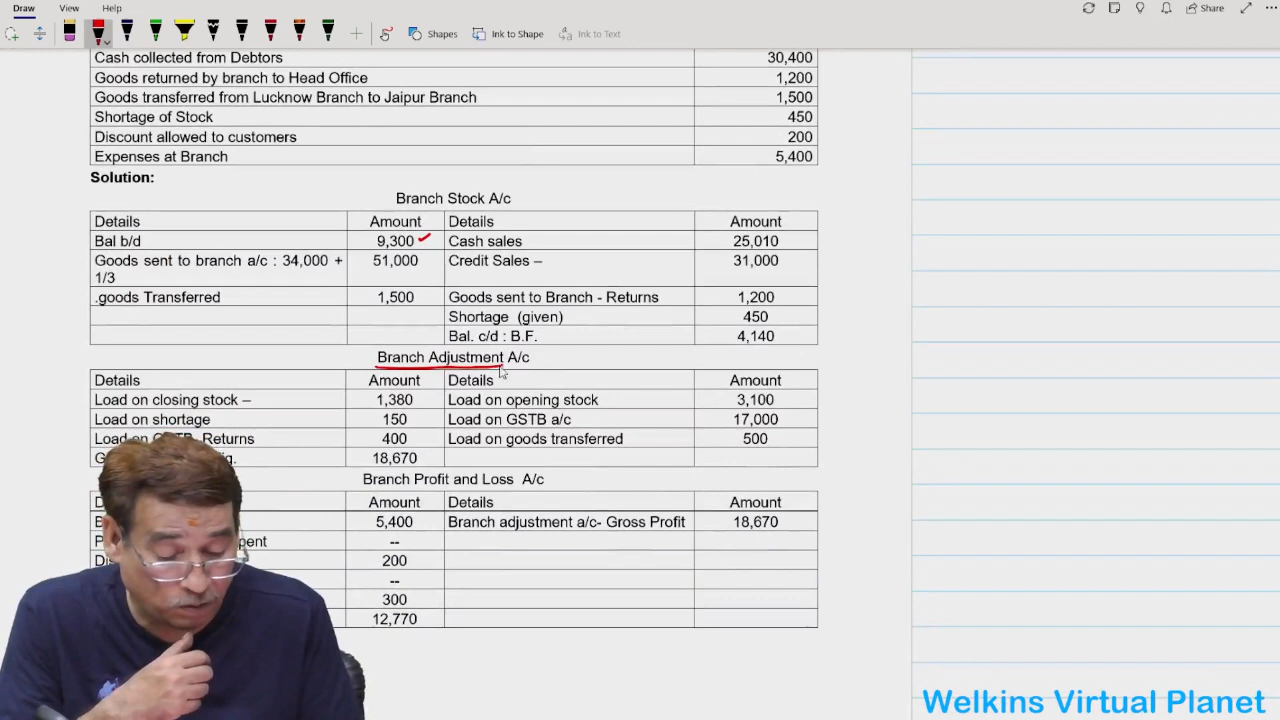 Draw View Help
Share
Shapes Ink to Shape Ink to Text
Cash collected from Debtors 30,400
Goods returned by branch to Head Office 1,200
Goods transferred from Lucknow Branch to Jaipur Branch 1,500
Shortage of Stock 450
Discount allowed to customers 200
Expenses at Branch 5,400
Solution:
Branch Stock A/c
Details Amount Details Amount
Bal b/d 9,300 Cash sales 25,010
Goods sent to branch a/c : 34,000 + 51,000 Credit Sales – 31,000
1/3
.goods Transferred 1,500 Goods sent to Branch - Returns 1,200
Shortage (given) 450
Bal. c/d : B.F. 4,140
Branch Adjustment A/c
Details Amount Details Amount
Load on closing stock – 1,380 Load on opening stock 3,100
Load on shortage 150 Load on GSTB a/c 17,000
Load on Returns 400 Load on goods transferred 500
18,670
Branch Profit and Loss A/c
Amount Details Amount
5,400 Branch adjustment a/c- Gross Profit 18,670
--
200
--
300
12,770
Welkins Virtual Planet